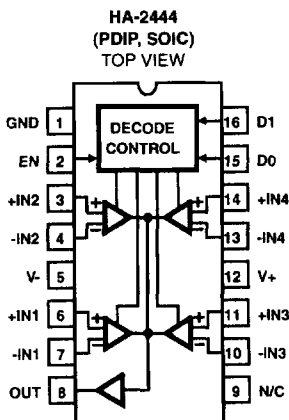 HA-2444
(PDIP, SOIC)
TOP VIEW
GND 1
16 D1
DECODE
CONTROL
EN 2
15 D0
+IN2 3
+
+
14 +IN4
-IN2 4
−
−
13 -IN4
V- 5
12 V+
+IN1 6
+
+
11 +IN3
-IN1 7
−
−
10 -IN3
OUT 8
9 N/C